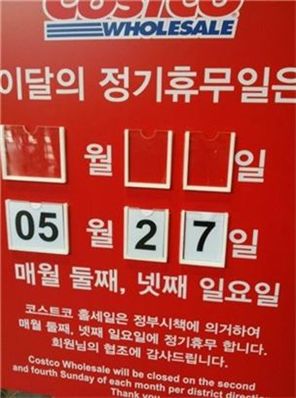 COSTCO
WHOLESALE
이달의 정기휴무일은
월 일
05 월 27 일
매월 둘째, 넷째 일요일
코스트코 홀세일은 정부시책에 의거하여
매월 둘째, 넷째 일요일에 정기휴무 합니다.
회원님의 협조에 감사드립니다.
Costco Wholesale will be closed on the second
and fourth Sunday of each month per district
Thank you